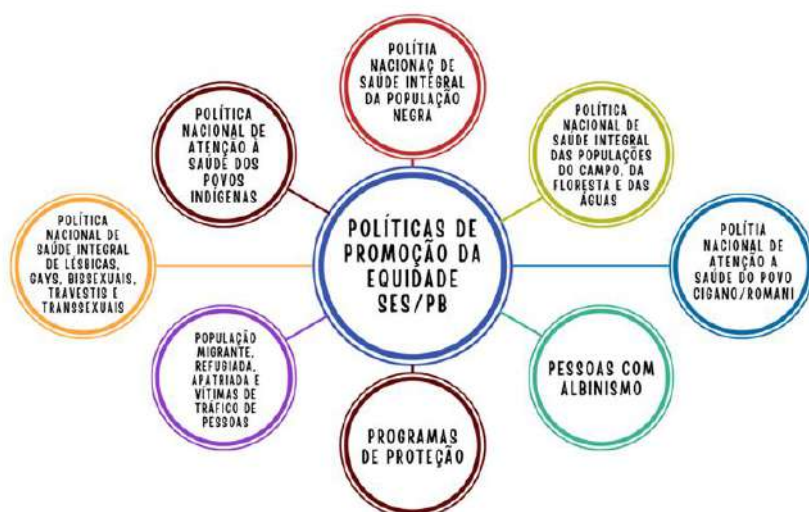 POLÍTIA
NACIONAÇ DE
SAÚDE INTEGRAL
DA POPULAÇÃO
NEGRA
POLÍTICA
NACIONAL DE
ATENÇÃO À
SAÚDE DOS
POVOS
INDÍGENAS
POLÍTICA
NACIONAL DE
SAÚDE INTEGRAL
DAS POPULAÇÕES
DO CAMPO, DA
FLORESTA E DAS
ÁGUAS
POLÍTICA
NACIONAL DE
SAÚDE INTEGRAL
DE LÉSBICAS,
GAYS, BISSEXUAIS,
TRAVESTIS E
TRANSSEXUAIS
POLÍTICAS DE
PROMOÇÃO DA
EQUIDADE
SES/PB
POLÍTIA
NACIONAL DE
ATENÇÃO A
SAÚDE DO POVO
CIGANO/ROMANI
POPULAÇÃO
MIGRANTE,
REFUGIADA,
APATRIADA E
VÍTIMAS DE
TRÁFICO DE
PESSOAS
PESSOAS COM
ALBINISMO
PROGRAMAS
DE PROTEÇÃO